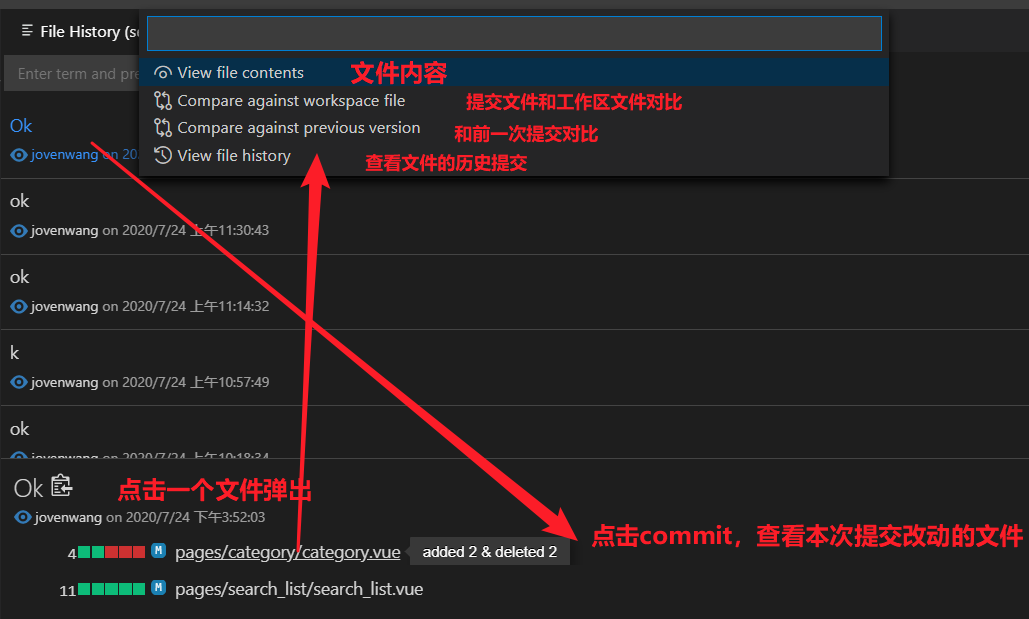 File History (s
Enter term and pre
View file contents 文件内容
Compare against workspace file 提交文件和工作区文件对比
Compare against previous version 和前一次提交对比
View file history 查看文件的历史提交
Ok
jovenwang on 20
ok
jovenwang on 2020/7/24 上午11:30:43
ok
jovenwang on 2020/7/24 上午11:14:32
k
jovenwang on 2020/7/24 上午10:57:49
ok
jovenwang on 2020/7/24 上午10:18:34
Ok 点击一个文件弹出
jovenwang on 2020/7/24 下午3:52:03
点击commit，查看本次提交改动的文件
4 M pages/category/category.vue added 2 & deleted 2
11 M pages/search_list/search_list.vue